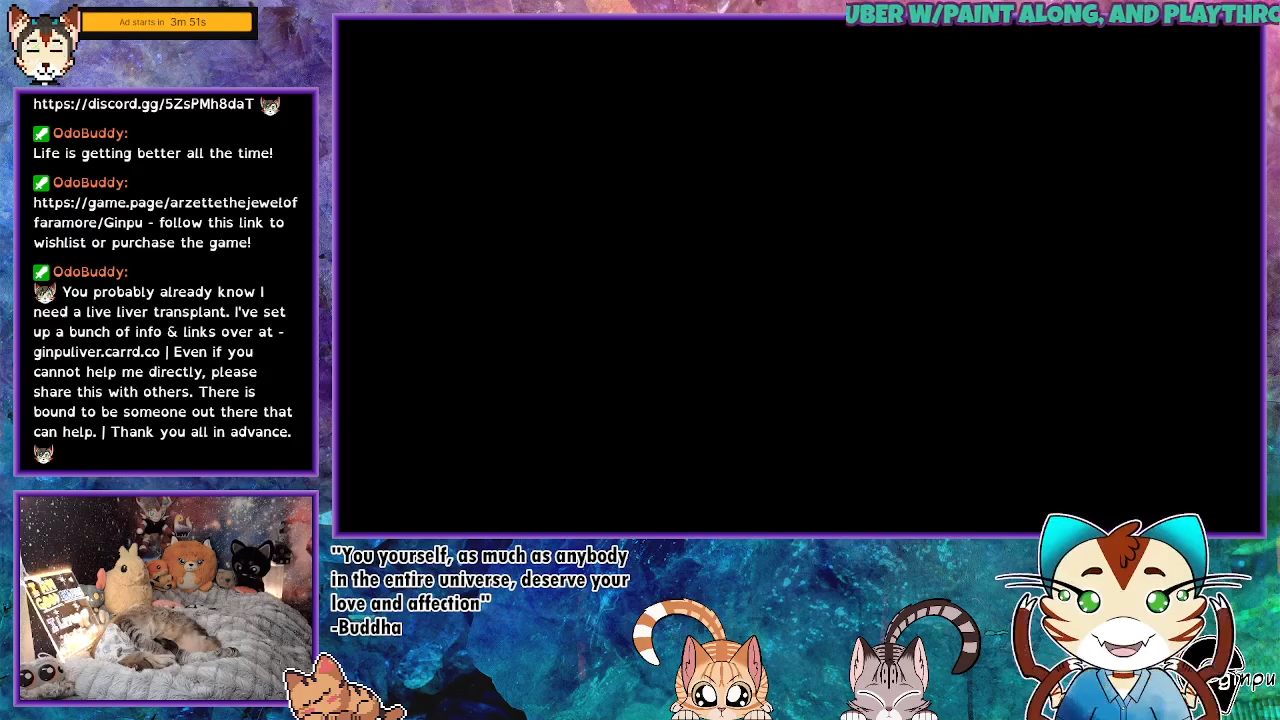 Ad starts in 3m 51s
UBER W/PAINT ALONG, AND PLAYTHRO
https://discord.gg/5ZsPMh8daT
OdoBuddy:
Life is getting better all the time!
OdoBuddy:
https://game.page/arzettethejewelof
faramore/Ginpu - follow this link to
wishlist or purchase the game!
OdoBuddy:
You probably already know I
need a live liver transplant. I've set
up a bunch of info & links over at -
ginpuliver.carrd.co | Even if you
cannot help me directly, please
share this with others. There is
bound to be someone out there that
can help. | Thank you all in advance.
"You yourself, as much as anybody
in the entire universe, deserve your
love and affection"
-Buddha
ginpu